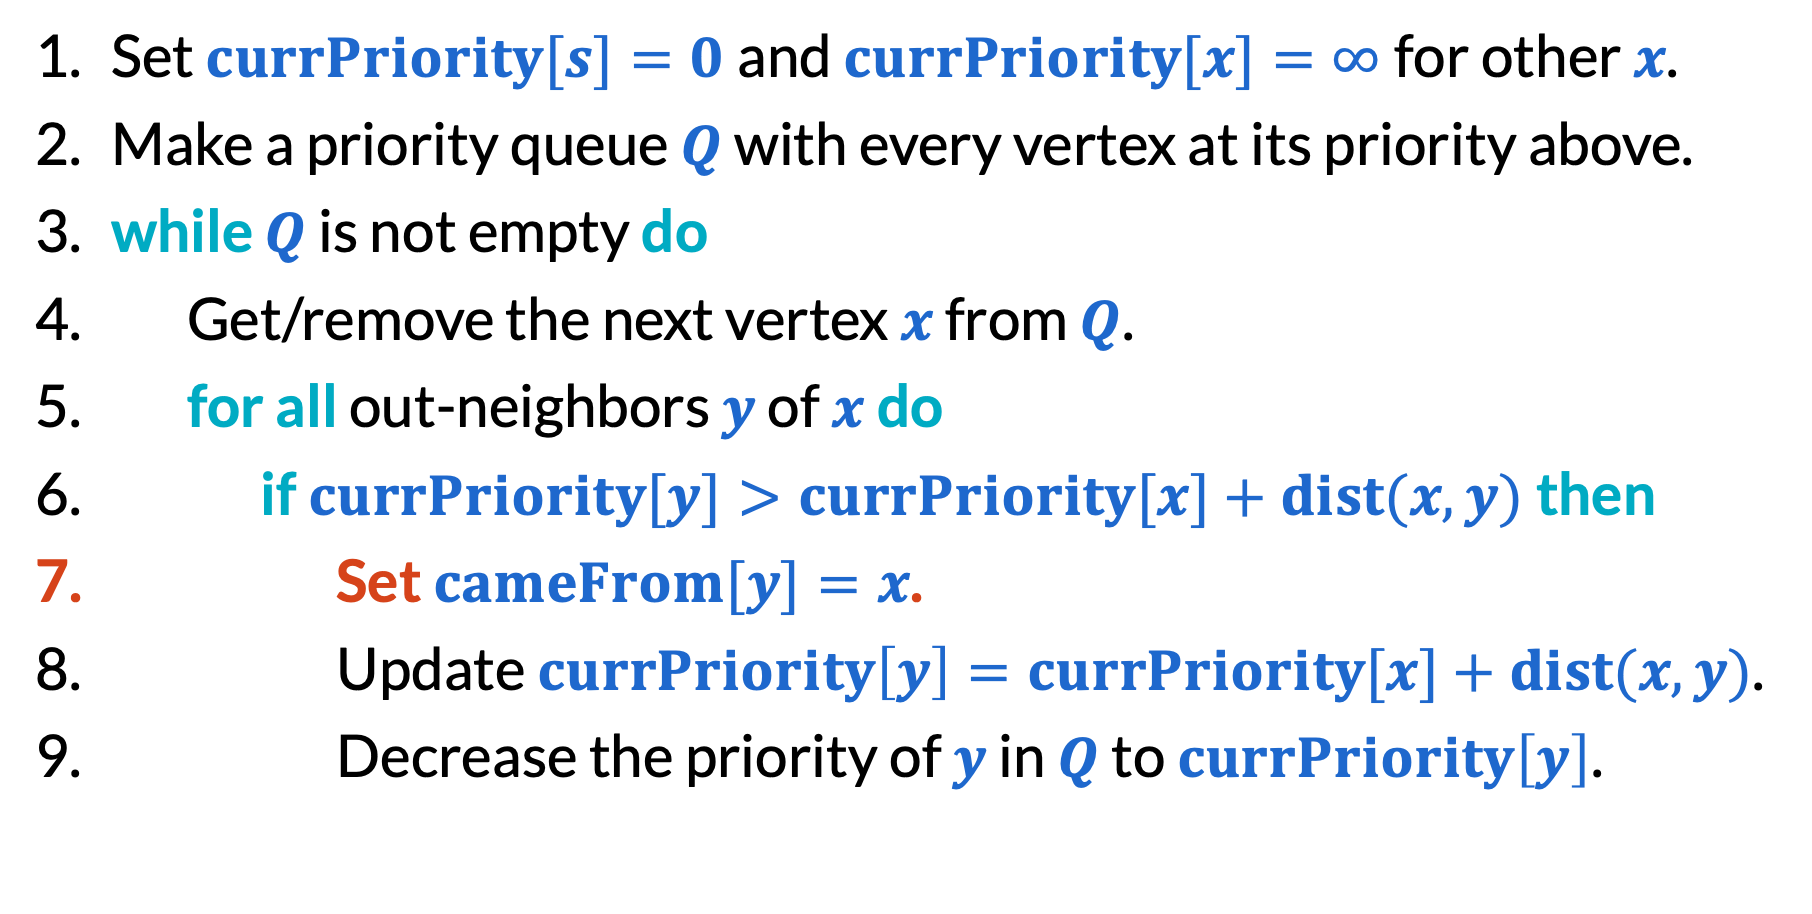 1. Set currPriority[s] = 0 and currPriority[x] = ∞ for other x.
2. Make a priority queue Q with every vertex at its priority above.
3. while Q is not empty do
4. Get/remove the next vertex x from Q.
5. for all out-neighbors y of x do
6. if currPriority[y] > currPriority[x] + dist(x, y) then
7. Set cameFrom[y] = x.
8. Update currPriority[y] = currPriority[x] + dist(x, y).
9. Decrease the priority of y in Q to currPriority[y].